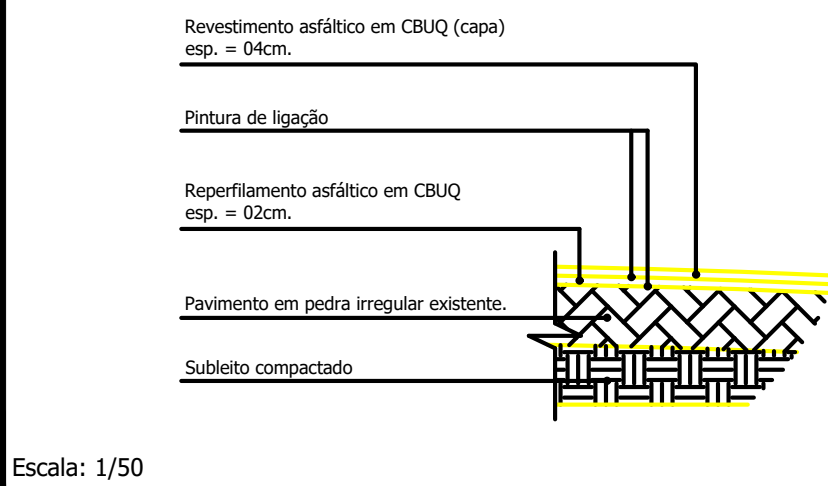 Revestimento asfáltico em CBUQ (capa)
esp. = 04cm.
Pintura de ligação
Reperfilamento asfáltico em CBUQ
esp. = 02cm.
Pavimento em pedra irregular existente.
Subleito compactado
Escala: 1/50